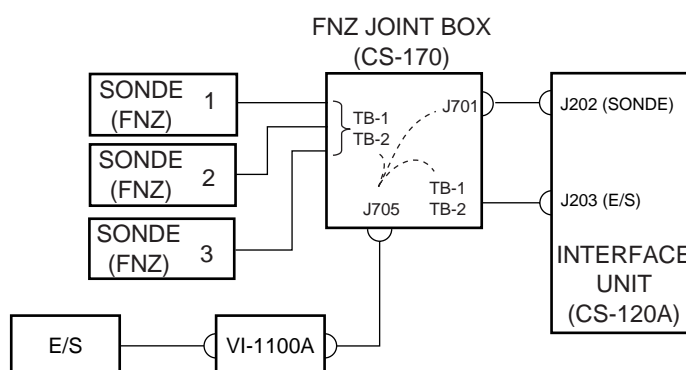 FNZ JOINT BOX
(CS-170)
SONDE
(FNZ)
1
SONDE
(FNZ)
2
SONDE
(FNZ)
3
TB-1
TB-2
J701
TB-1
TB-2
J705
J202 (SONDE)
J203 (E/S)
INTERFACE
UNIT
(CS-120A)
E/S
VI-1100A